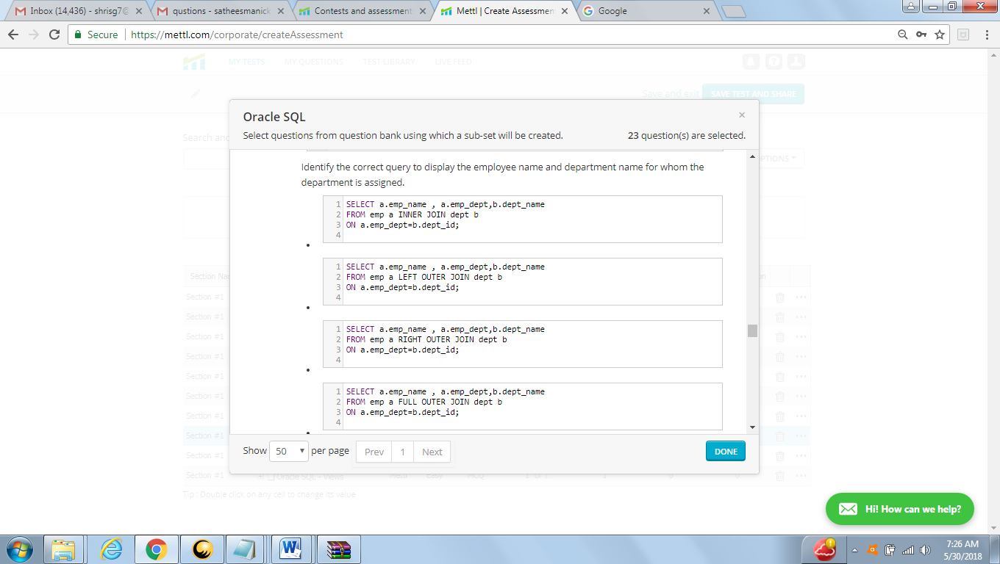 Inbox (14,436) - shrisg7@
qustions - satheesmanick
Contests and assessment
Mettl | Create Assessmen
Google
Secure https://mettl.com/corporate/createAssessment
MY TESTS MY QUESTIONS TEST LIBRARY LIVE FEED
Save and exit SAVE TEST AND SHARE
Oracle SQL
×
Select questions from question bank using which a sub-set will be created. 23 question(s) are selected.
Search and
PTIONS
Identify the correct query to display the employee name and department name for whom the
department is assigned.
1 SELECT a.emp_name , a.emp_dept,b.dept_name
2 FROM emp a INNER JOIN dept b
3 ON a.emp_dept=b.dept_id;
4
1 SELECT a.emp_name , a.emp_dept,b.dept_name
2 FROM emp a LEFT OUTER JOIN dept b
3 ON a.emp_dept=b.dept_id;
4
1 SELECT a.emp_name , a.emp_dept,b.dept_name
2 FROM emp a RIGHT OUTER JOIN dept b
3 ON a.emp_dept=b.dept_id;
4
1 SELECT a.emp_name , a.emp_dept,b.dept_name
2 FROM emp a FULL OUTER JOIN dept b
3 ON a.emp_dept=b.dept_id;
4
Section Na
Section #1
Section #1
Section #1
Section #1
Section #1
Section #1
Section #1
Section #1
Section #1
Section #1 Oracle SQL - Views
Show 50 per page Prev 1 Next DONE
Tip : Double click on any cell to change its value
Hi! How can we help?
7:26 AM
5/30/2018